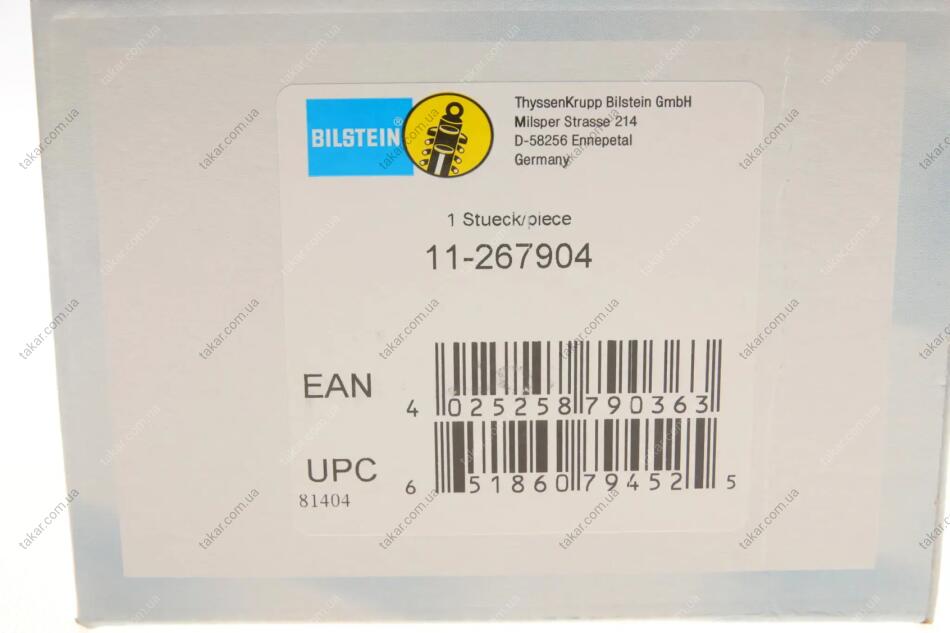 BILSTEIN®
ThyssenKrupp Bilstein GmbH
Milsper Strasse 214
D-58256 Ennepetal
Germany
1 Stueck/piece
11-267904
EAN
4 025258 790363
UPC
6 51860 79452 5
81404
takar.com.ua